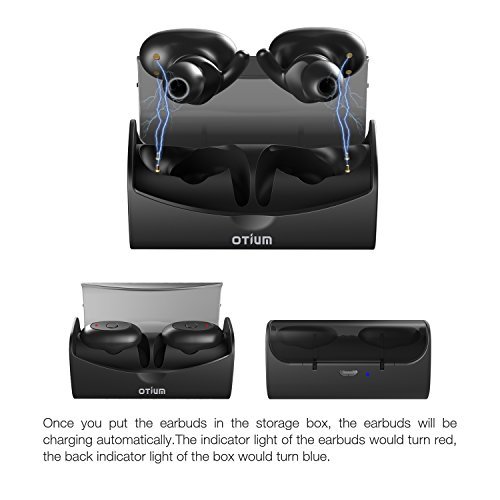 OTIUM
OTIUM
Once you put the earbuds in the storage box, the earbuds will be
charging automatically.The indicator light of the earbuds would turn red,
the back indicator light of the box would turn blue.